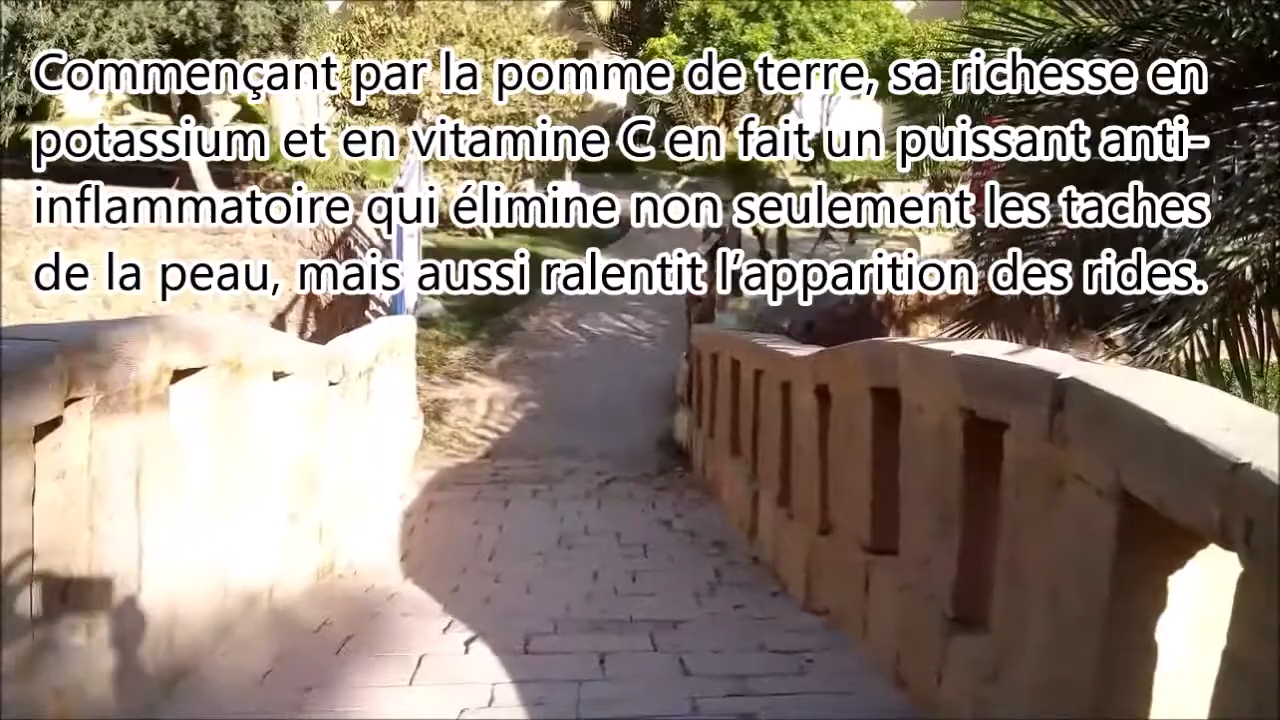 Commençant par la pomme de terre, sa richesse en
potassium et en vitamine C en fait un puissant anti-
inflammatoire qui élimine non seulement les taches
de la peau, mais aussi ralentit l’apparition des rides.